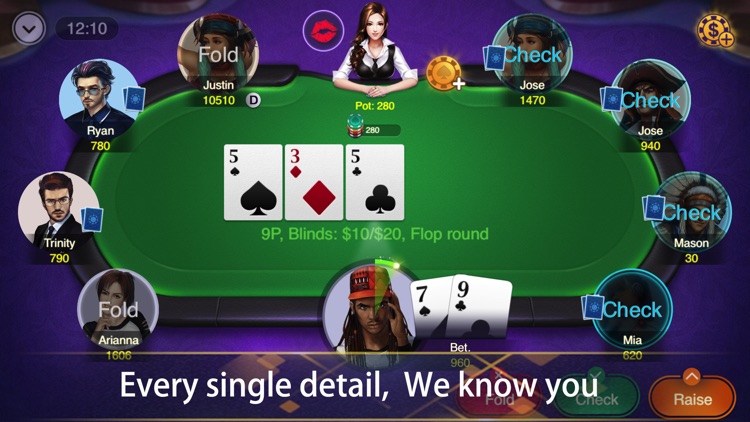 12:10
Fold
Justin
10510
D
Pot: 280
280
Check
Jose
1470
Ryan
780
Check
Jose
940
5
3
5
Trinity
790
Check
Mason
30
9P, Blinds: $10/$20, Flop round
Fold
Arianna
1606
7
9
Bet.
960
Check
Mia
620
Every single detail, We know you
Fold
Check
Raise